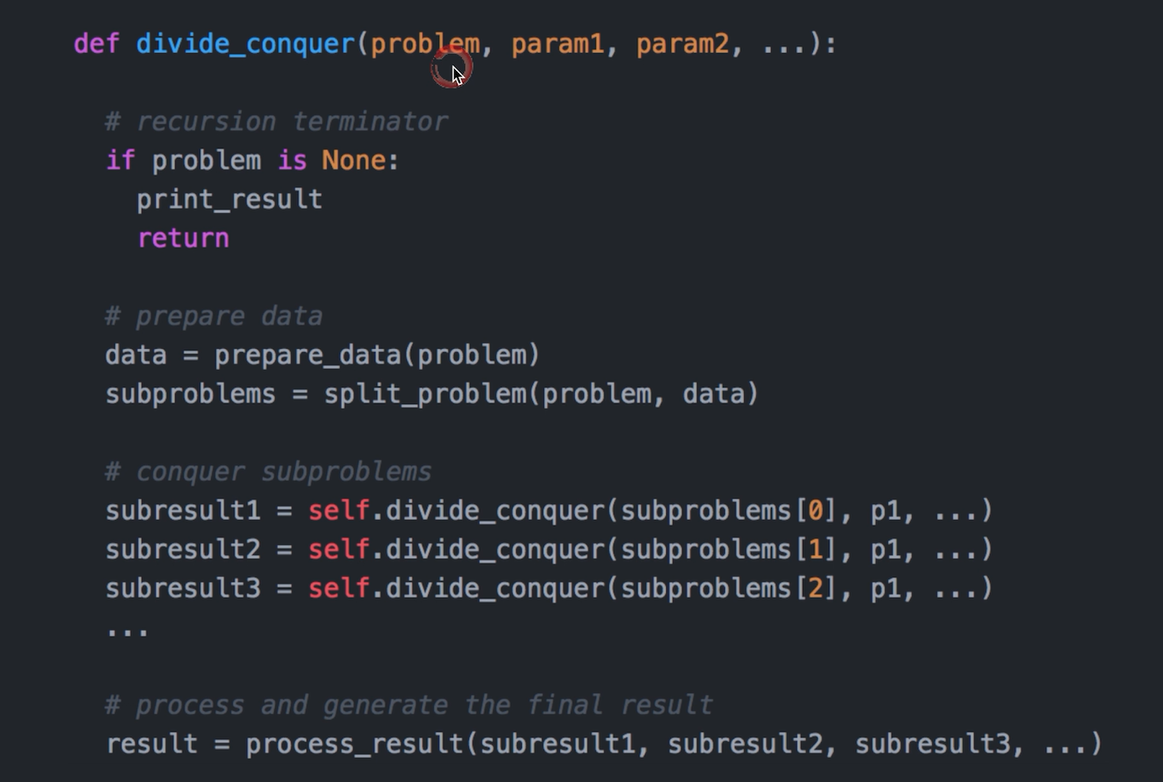 def divide_conquer(problem, param1, param2, ...):
# recursion terminator
if problem is None:
print_result
return
# prepare data
data = prepare_data(problem)
subproblems = split_problem(problem, data)
# conquer subproblems
subresult1 = self.divide_conquer(subproblems[0], p1, ...)
subresult2 = self.divide_conquer(subproblems[1], p1, ...)
subresult3 = self.divide_conquer(subproblems[2], p1, ...)
...
# process and generate the final result
result = process_result(subresult1, subresult2, subresult3, ...)